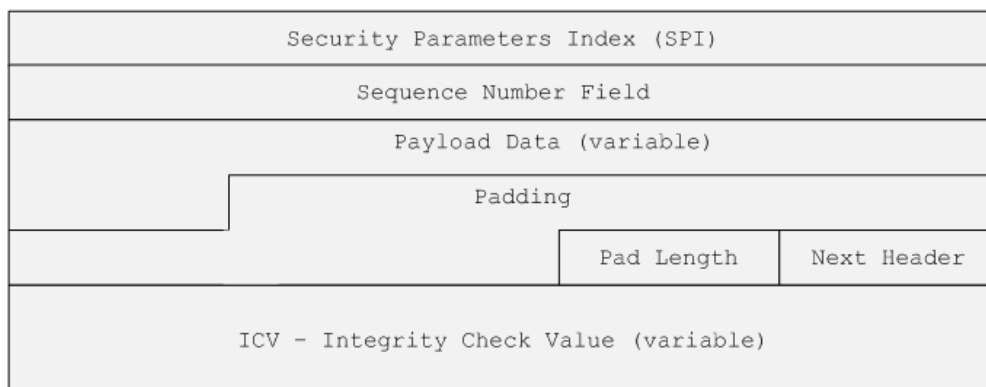 Security Parameters Index (SPI)
Sequence Number Field
Payload Data (variable)
Padding
Pad Length
Next Header
ICV - Integrity Check Value (variable)